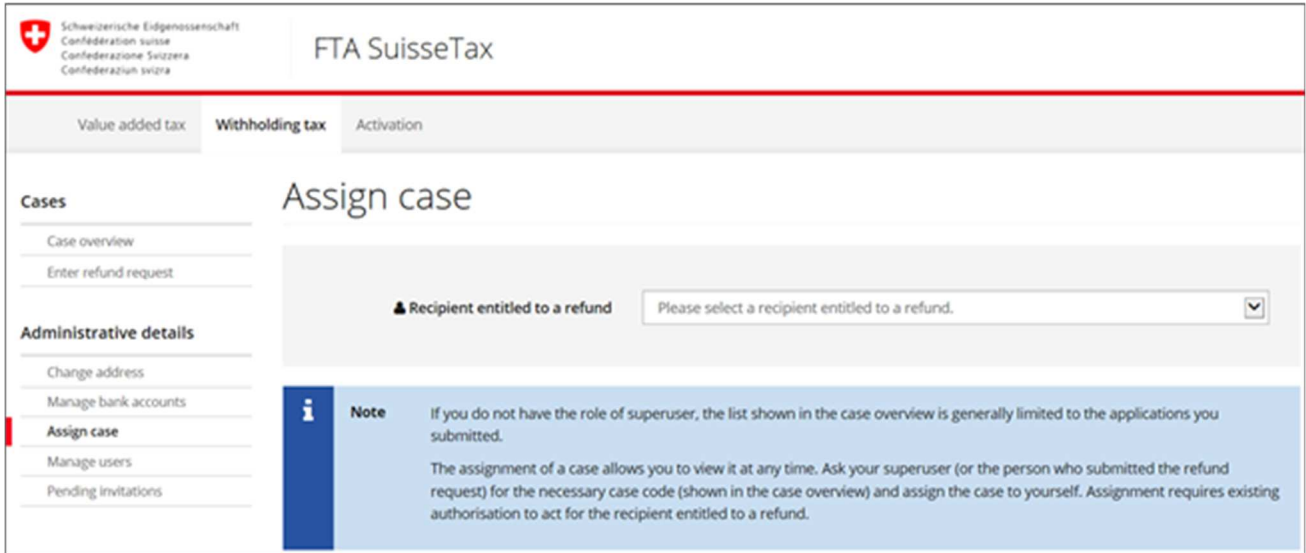 Schweizerische Eidgenossenschaft
Confédération suisse
Confederazione Svizzera
Confederaziun svizra
FTA SuisseTax
Value added tax Withholding tax Activation
Cases
Case overview
Enter refund request
Administrative details
Change address
Manage bank accounts
Assign case
Manage users
Pending invitations
Assign case
Recipient entitled to a refund Please select a recipient entitled to a refund.
Note If you do not have the role of superuser, the list shown in the case overview is generally limited to the applications you
submitted.
The assignment of a case allows you to view it at any time. Ask your superuser (or the person who submitted the refund
request) for the necessary case code (shown in the case overview) and assign the case to yourself. Assignment requires existing
authorisation to act for the recipient entitled to a refund.